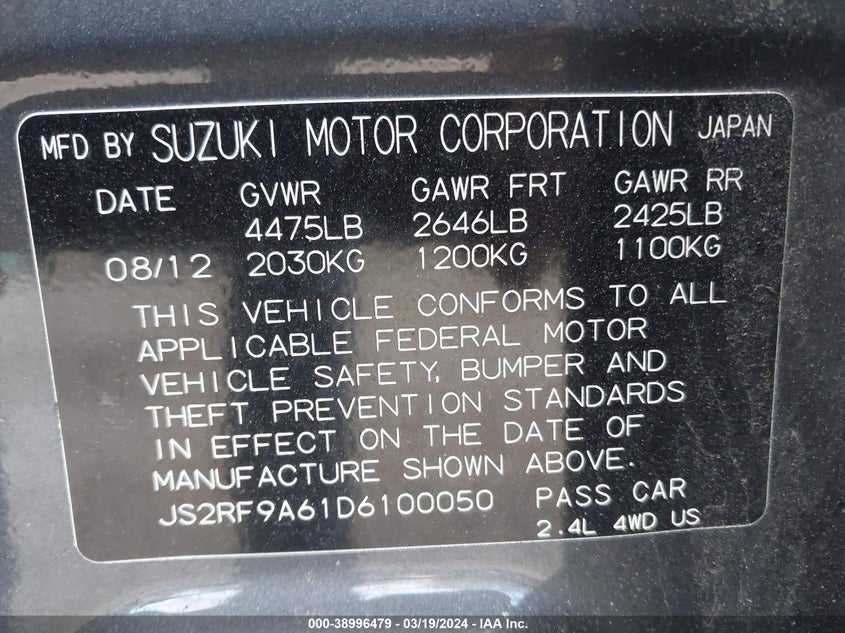 MFD BY SUZUKI MOTOR CORPORATION JAPAN
DATE GVWR GAWR FRT GAWR RR
4475LB 2646LB 2425LB
08/12 2030KG 1200KG 1100KG
THIS VEHICLE CONFORMS TO ALL
APPLICABLE FEDERAL MOTOR
VEHICLE SAFETY, BUMPER AND
THEFT PREVENTION STANDARDS
IN EFFECT ON THE DATE OF
MANUFACTURE SHOWN ABOVE.
JS2RF9A61D6100050 PASS CAR
2.4L 4WD US
000-38996479 - 03/19/2024 - IAA Inc.